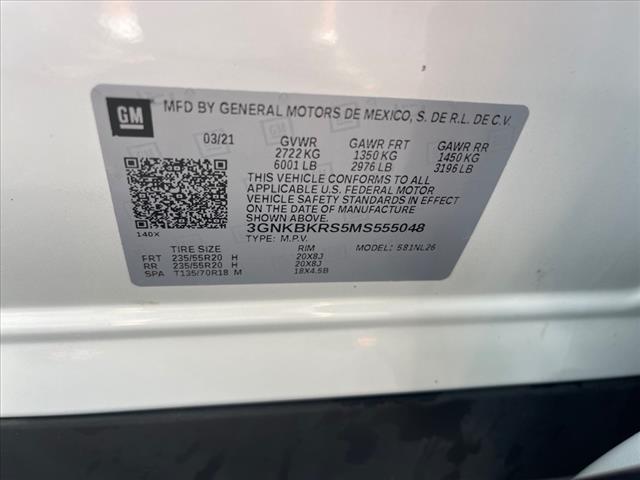 GM
MFD BY GENERAL MOTORS DE MEXICO, S. DE R.L. DE C.V.
03/21 GVWR GAWR FRT GAWR RR
2722 KG 1350 KG 1450 KG
6001 LB 2976 LB 3196 LB
THIS VEHICLE CONFORMS TO ALL
APPLICABLE U.S. FEDERAL MOTOR
VEHICLE SAFETY STANDARDS IN EFFECT
ON THE DATE OF MANUFACTURE SHOWN ABOVE.
3GNKBKRS5MS555048
140X TYPE: M.P.V. MODEL: 581NL26
TIRE SIZE RIM
FRT 235/55R20 H 20X8J
RR 235/55R20 H 20X8J
SPA T135/70R18 M 18X4.5B